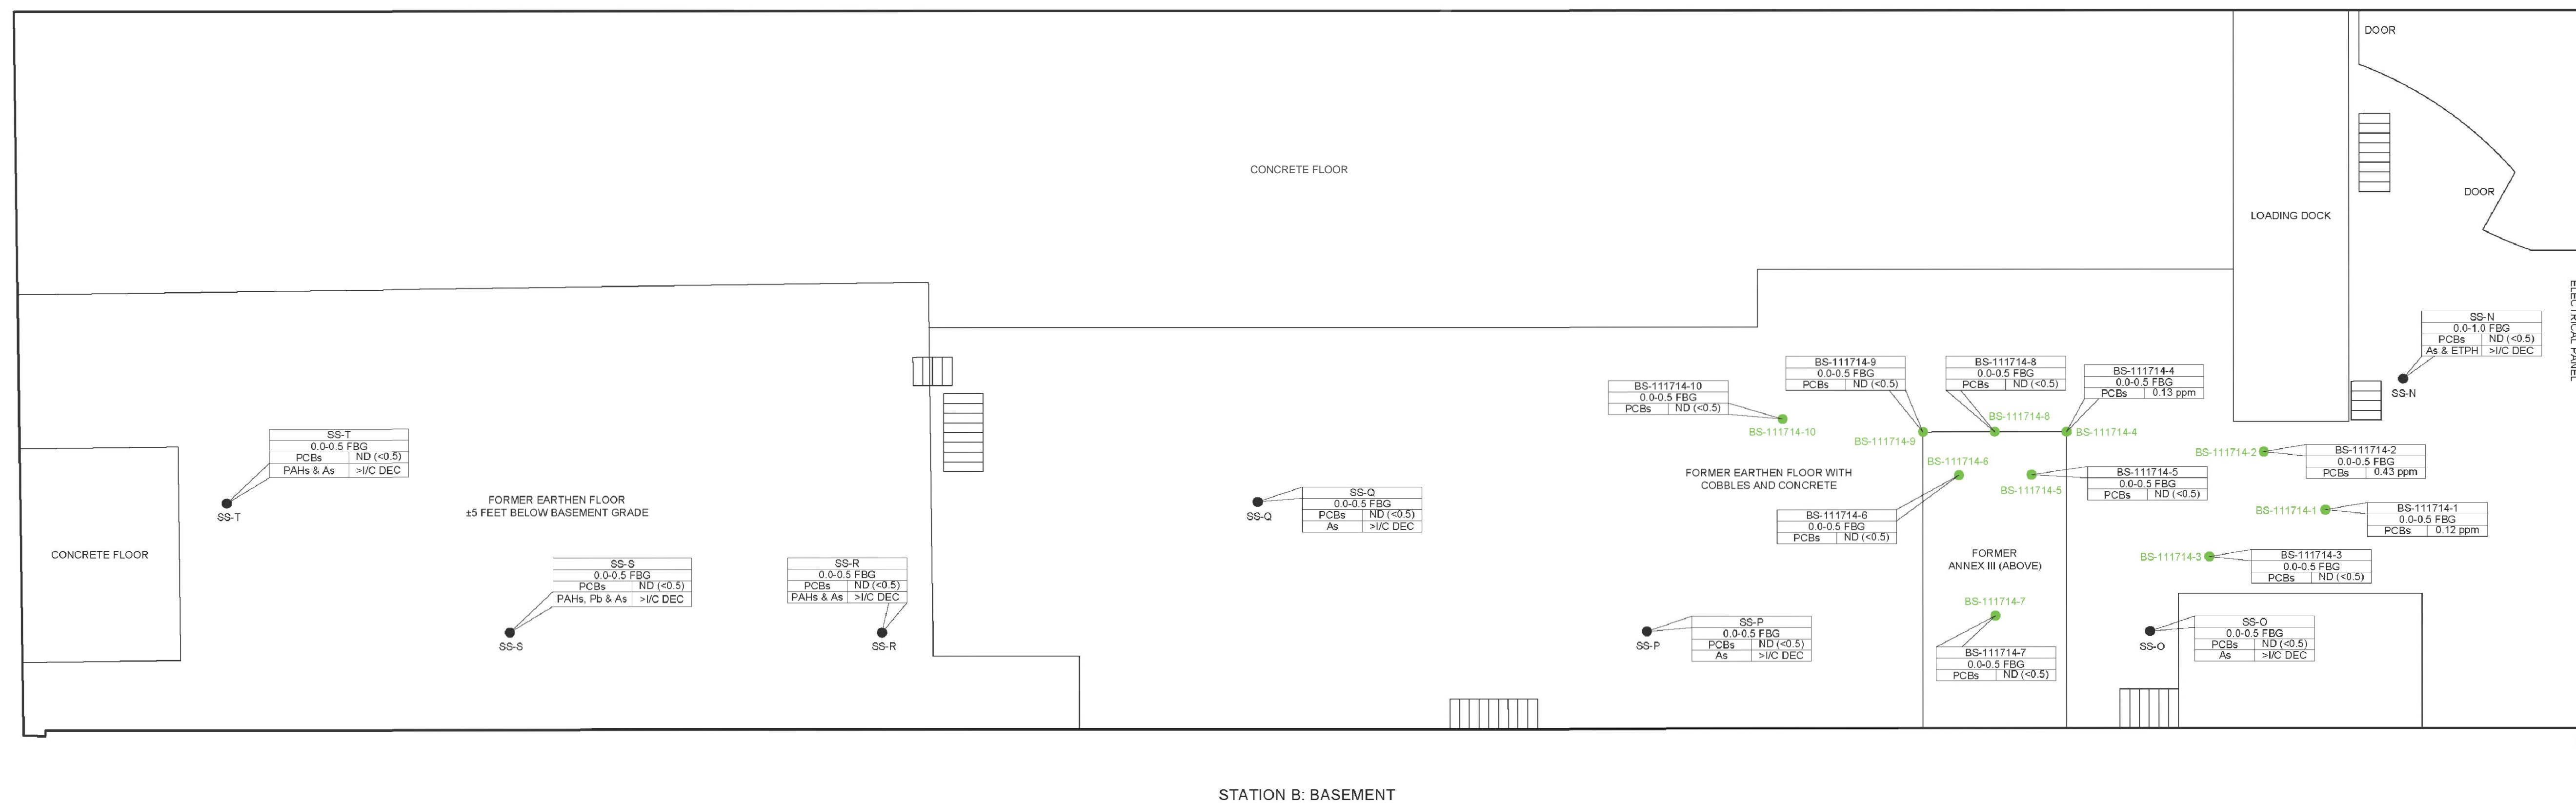 DOOR
CONCRETE FLOOR
DOOR
LOADING DOCK
ELECTRICAL PANEL
SS-N
0.0-1.0 FBG
PCBs ND (<0.5)
As & ETPH >I/C DEC
SS-N
BS-111714-9
0.0-0.5 FBG
PCBs ND (<0.5)
BS-111714-8
0.0-0.5 FBG
PCBs ND (<0.5)
BS-111714-4
0.0-0.5 FBG
PCBs 0.13 ppm
BS-111714-10
0.0-0.5 FBG
PCBs ND (<0.5)
BS-111714-8
BS-111714-10
BS-111714-9
BS-111714-4
SS-T
0.0-0.5 FBG
PCBs ND (<0.5)
PAHs & As >I/C DEC
SS-T
BS-111714-2
BS-111714-2
0.0-0.5 FBG
PCBs 0.43 ppm
BS-111714-6
BS-111714-5
BS-111714-5
0.0-0.5 FBG
PCBs ND (<0.5)
FORMER EARTHEN FLOOR WITH
COBBLES AND CONCRETE
FORMER EARTHEN FLOOR
±5 FEET BELOW BASEMENT GRADE
SS-Q
SS-Q
0.0-0.5 FBG
PCBs ND (<0.5)
As >I/C DEC
BS-111714-6
0.0-0.5 FBG
PCBs ND (<0.5)
BS-111714-1
BS-111714-1
0.0-0.5 FBG
PCBs 0.12 ppm
CONCRETE FLOOR
FORMER
ANNEX III (ABOVE)
BS-111714-3
BS-111714-3
0.0-0.5 FBG
PCBs ND (<0.5)
SS-S
0.0-0.5 FBG
PCBs ND (<0.5)
PAHs, Pb & As >I/C DEC
SS-S
SS-R
0.0-0.5 FBG
PCBs ND (<0.5)
PAHs & As >I/C DEC
SS-R
BS-111714-7
SS-P
SS-P
0.0-0.5 FBG
PCBs ND (<0.5)
As >I/C DEC
BS-111714-7
0.0-0.5 FBG
PCBs ND (<0.5)
SS-O
SS-O
0.0-0.5 FBG
PCBs ND (<0.5)
As >I/C DEC
STATION B: BASEMENT